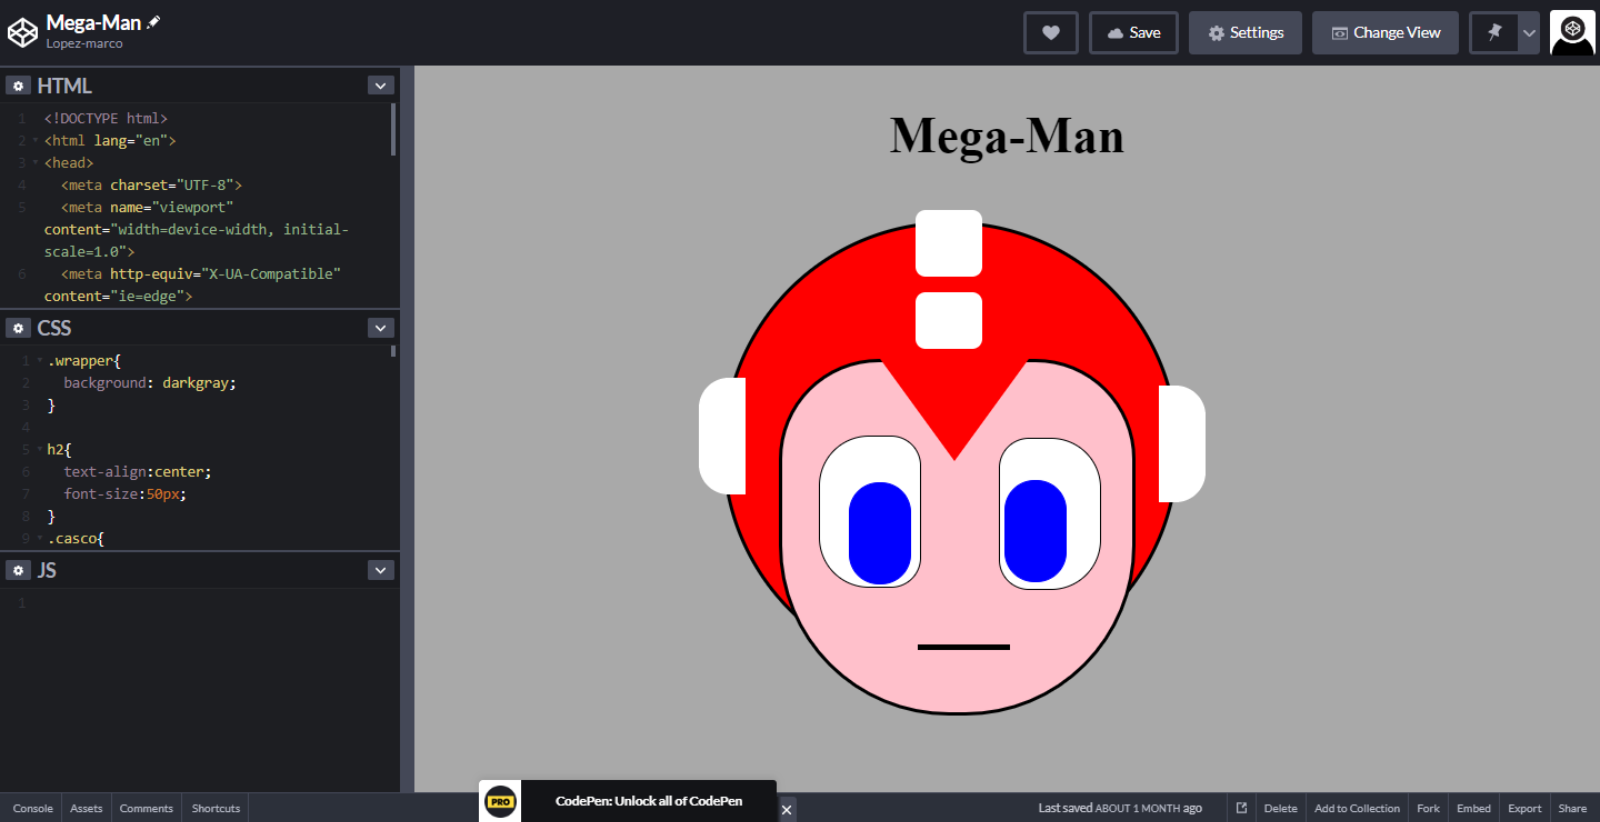 Mega-Man
Lopez-marco
Save
Settings
Change View
HTML
1 <!DOCTYPE html>
2 <html lang="en">
3 <head>
4 <meta charset="UTF-8">
5 <meta name="viewport"
content="width=device-width, initial-
scale=1.0">
6 <meta http-equiv="X-UA-Compatible"
content="ie=edge">
CSS
1 .wrapper{
2 background: darkgray;
3 }
4
5 h2{
6 text-align:center;
7 font-size:50px;
8 }
9 .casco{
JS
1
Mega-Man
Console Assets Comments Shortcuts
PRO CodePen: Unlock all of CodePen
Last saved ABOUT 1 MONTH ago
Delete Add to Collection Fork Embed Export Share